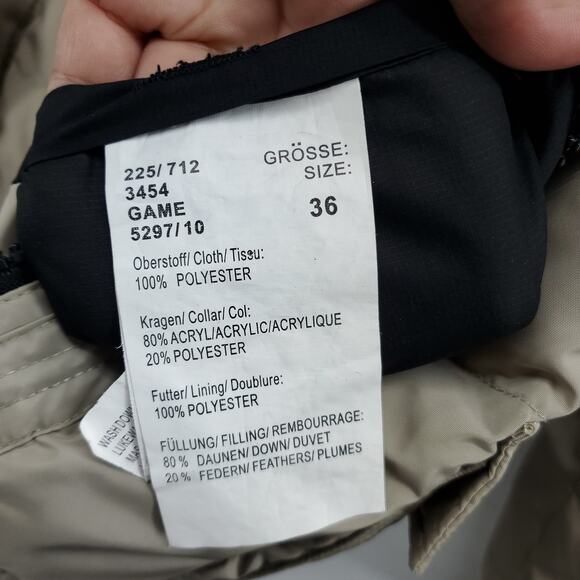 225/712
3454
GAME
5297/10
GRÖSSE:
SIZE:
36
Oberstoff/Cloth/Tissu:
100% POLYESTER
Kragen/Collar/Col:
80% ACRYL/ACRYLIC/ACRYLIQUE
20% POLYESTER
Futter/Lining/Doublure:
100% POLYESTER
FÜLLUNG/FILLING/REMBOURRAGE:
80% DAUNEN/DOWN/DUVET
20% FEDERN/FEATHERS/PLUMES
WASH DOWN